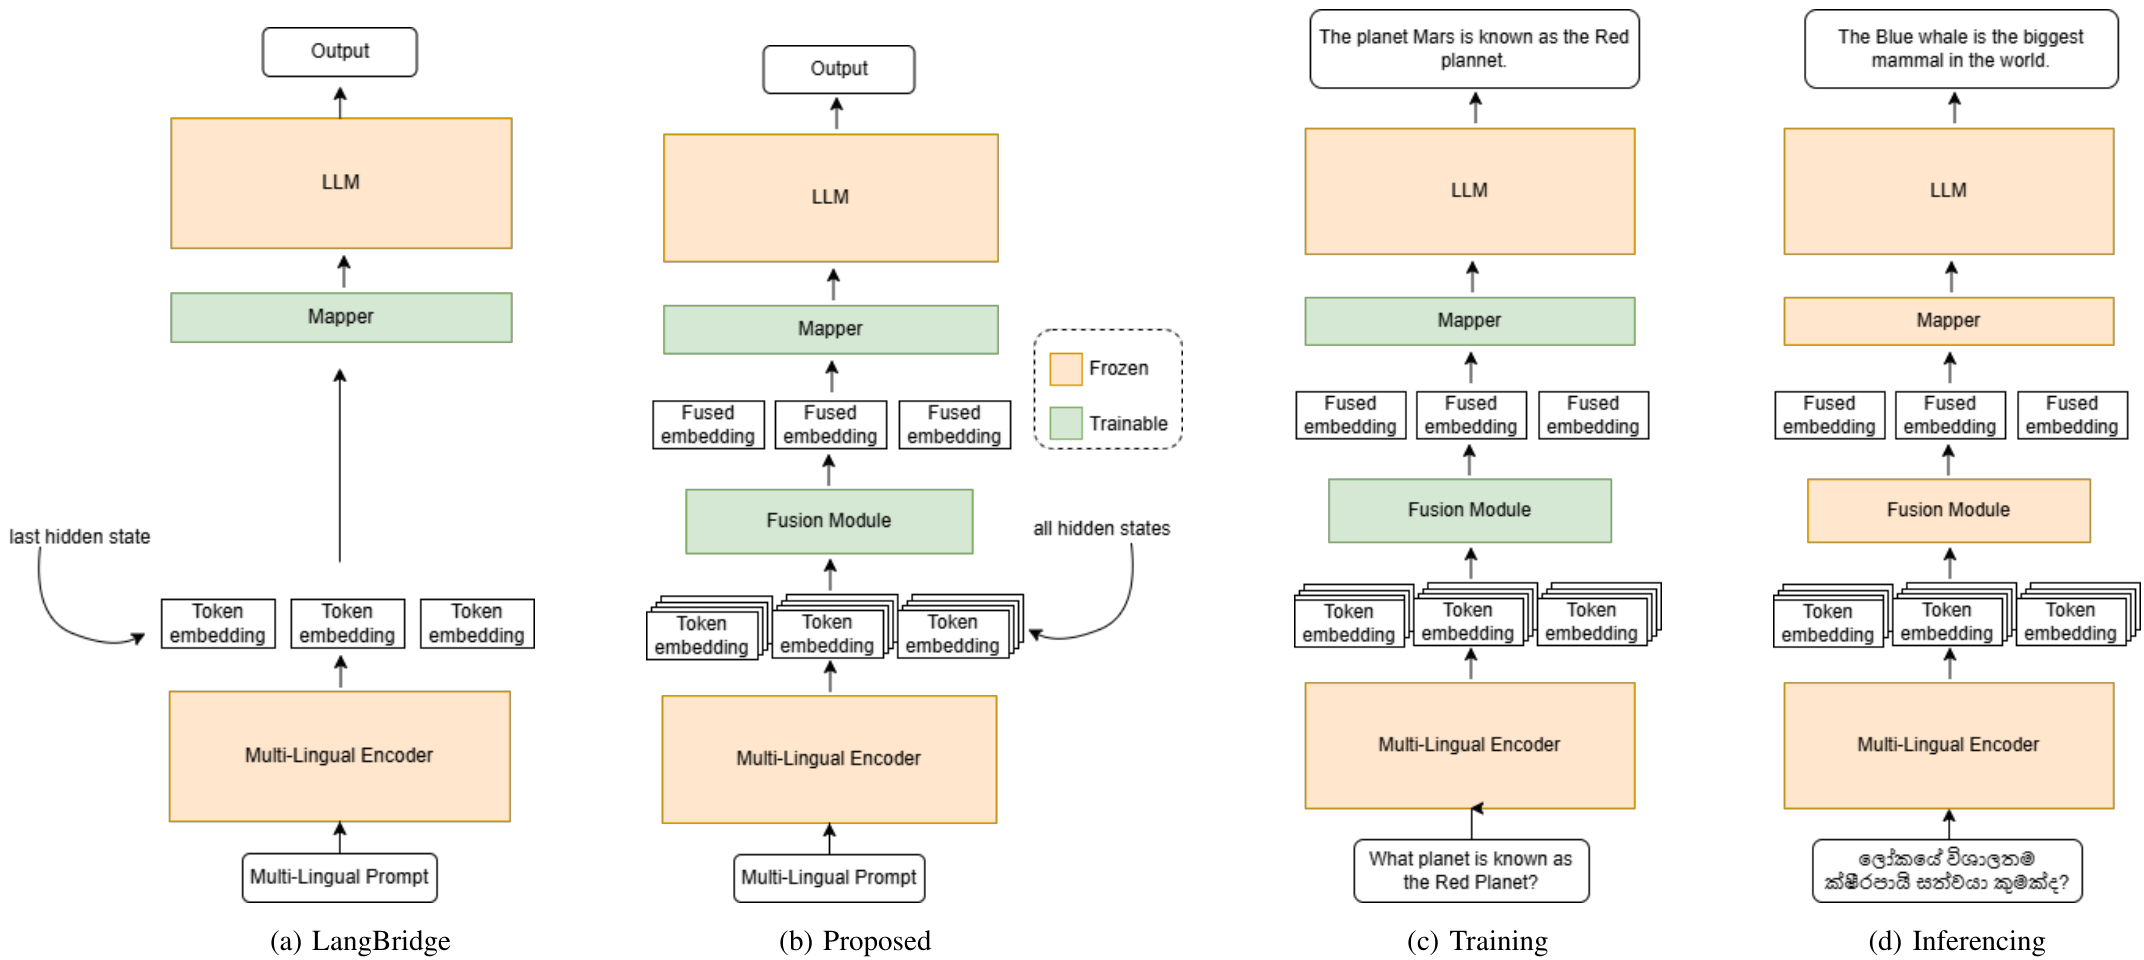 Output
LLM
Mapper
last hidden state
Token
embedding
Token
embedding
Token
embedding
Multi-Lingual Encoder
Multi-Lingual Prompt
(a) LangBridge
Output
LLM
Mapper
Fused
embedding
Fused
embedding
Fused
embedding
Fusion Module
all hidden states
Token
embedding
Token
embedding
Token
embedding
Multi-Lingual Encoder
Multi-Lingual Prompt
(b) Proposed
Frozen
Trainable
The planet Mars is known as the Red
plannet.
LLM
Mapper
Fused
embedding
Fused
embedding
Fused
embedding
Fusion Module
Token
embedding
Token
embedding
Token
embedding
Multi-Lingual Encoder
What planet is known as
the Red Planet?
(c) Training
The Blue whale is the biggest
mammal in the world.
LLM
Mapper
Fused
embedding
Fused
embedding
Fused
embedding
Fusion Module
Token
embedding
Token
embedding
Token
embedding
Multi-Lingual Encoder
ලෝකයේ විශාලතම
ක්ෂීරපායී සත්වයා කුමක්ද?
(d) Inferencing